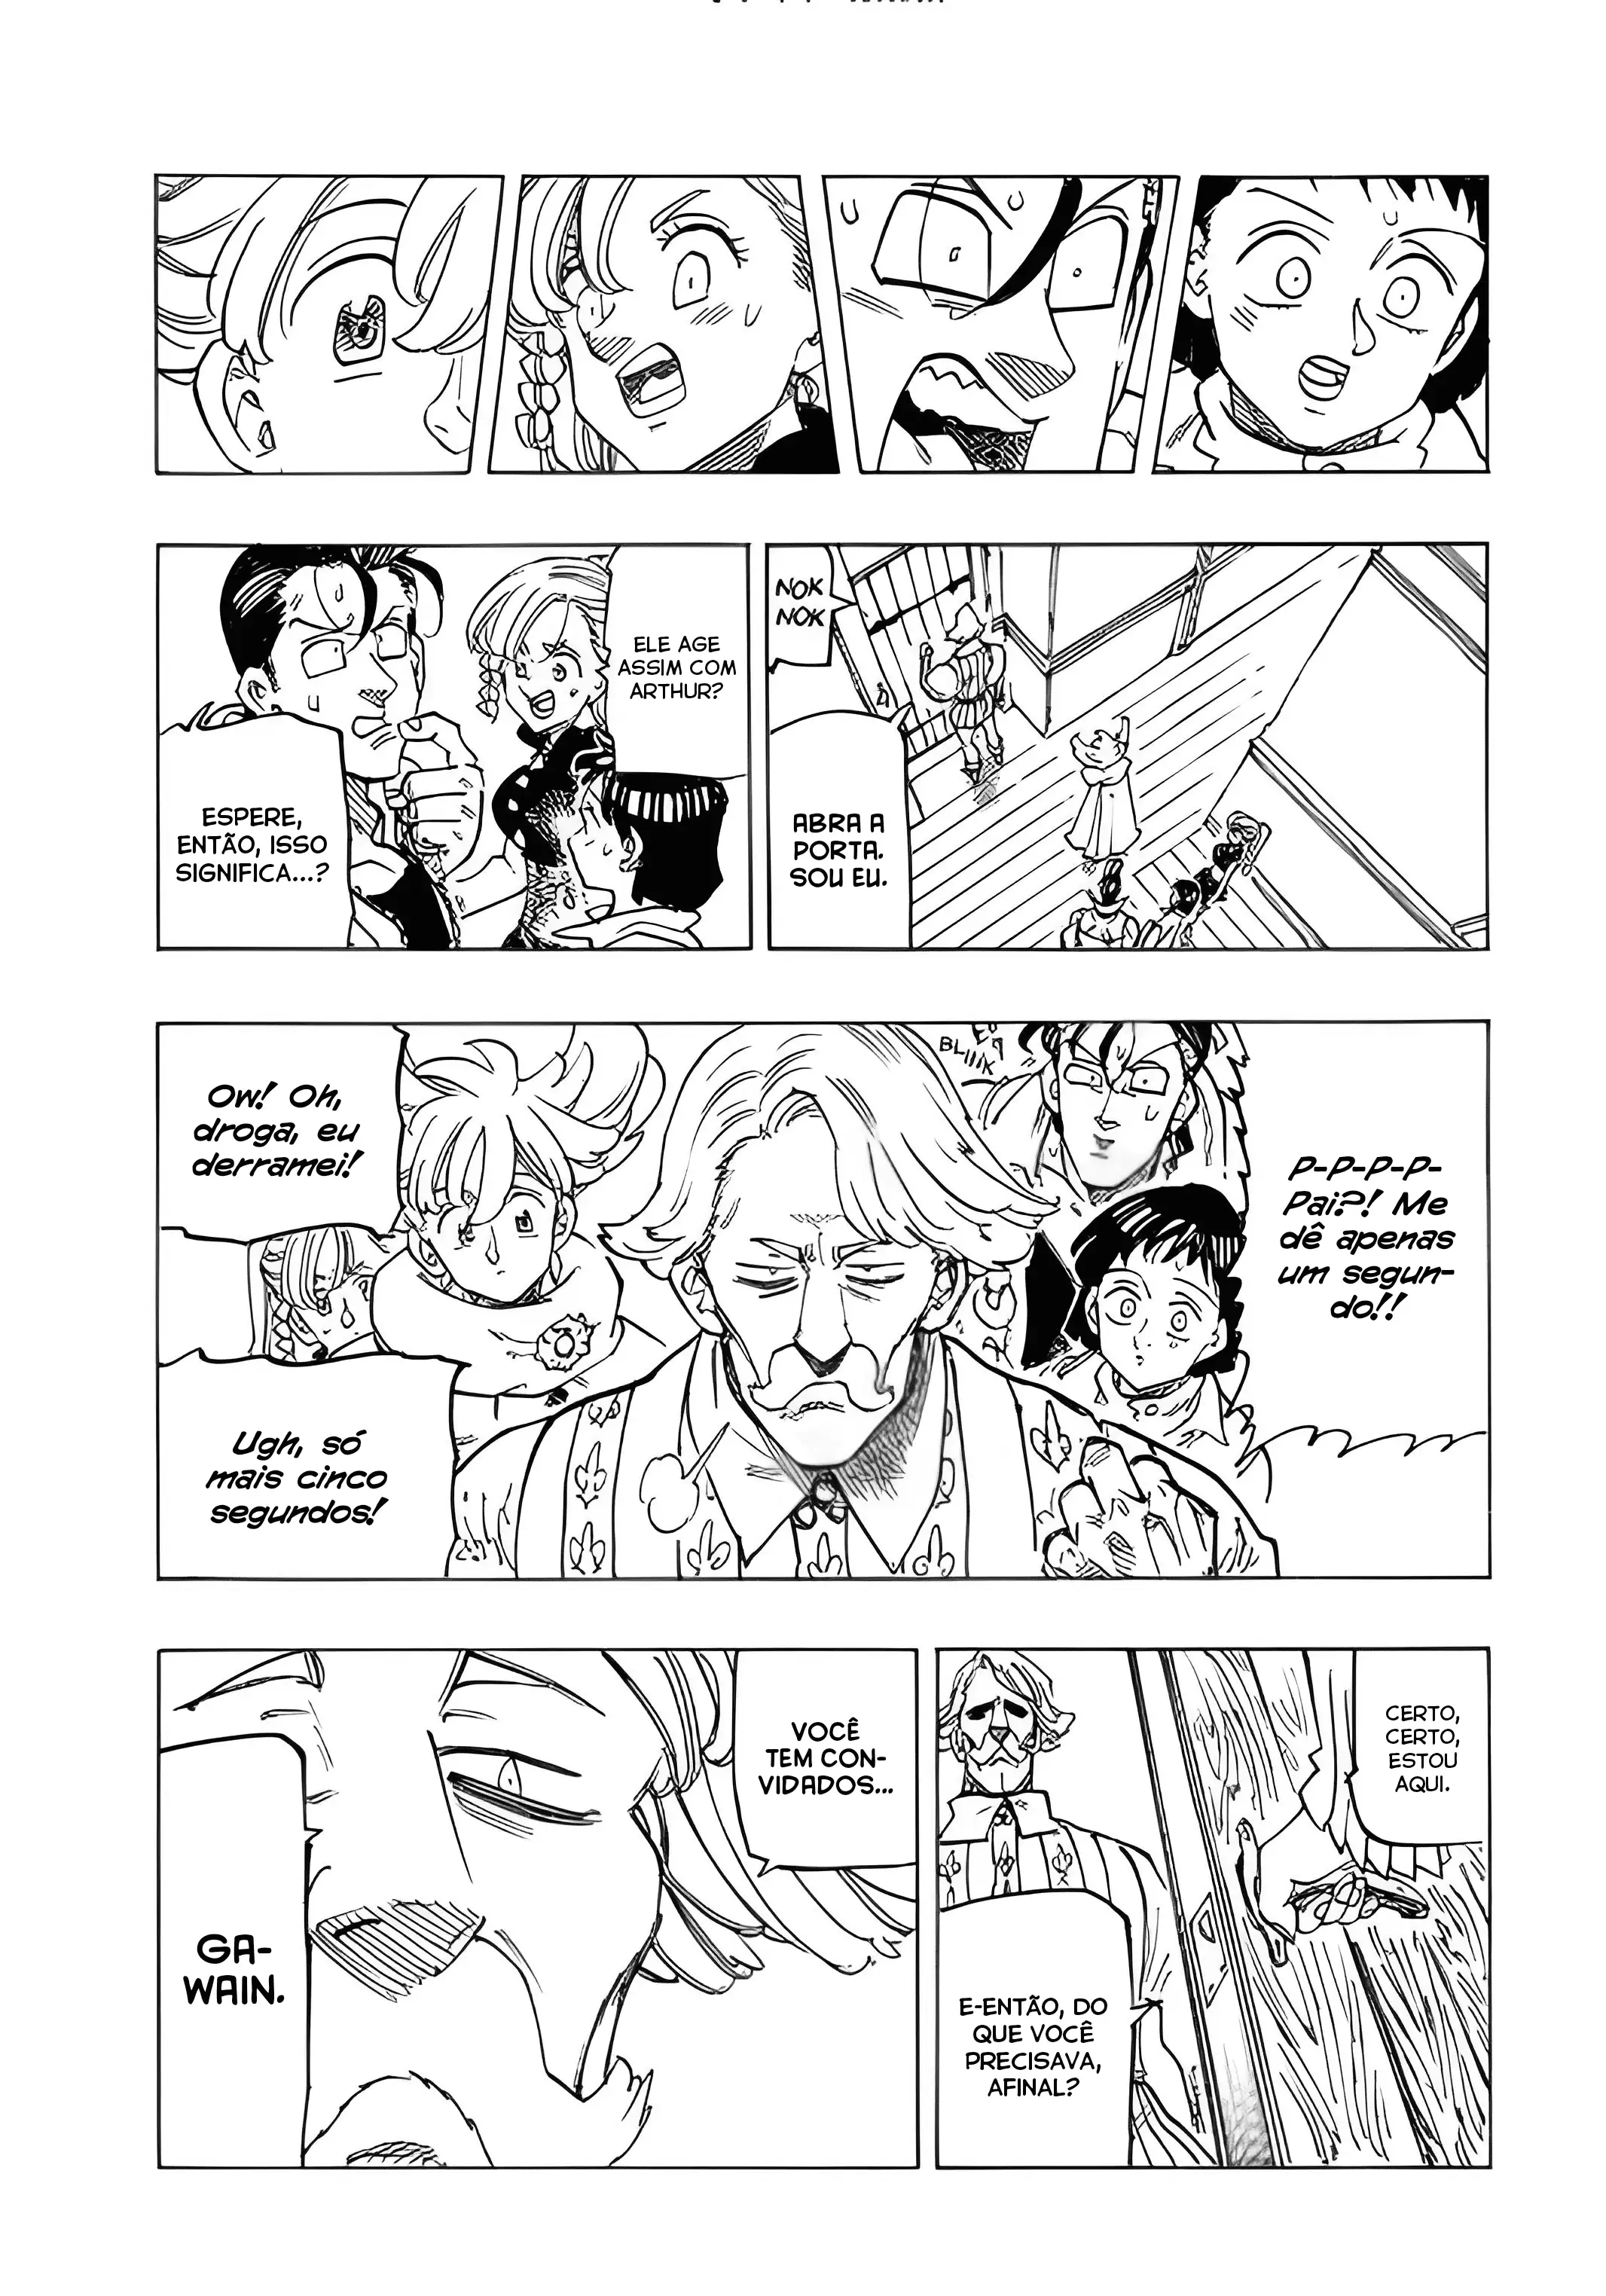 NOK
NOK
ABRA A
PORTA.
SOU EU.
ELE AGE
ASSIM COM
ARTHUR?
ESPERE,
ENTÃO, ISSO
SIGNIFICA...?
P-P-P-P-
Pai?! Me
dê apenas
um segun-
do!!
BLIIIK
Ow! Oh,
droga, eu
derramei!
Ugh, só
mais cinco
segundos!
CERTO,
CERTO,
ESTOU
AQUI.
E-ENTÃO, DO
QUE VOCÊ
PRECISAVA,
AFINAL?
VOCÊ
TEM CON-
VIDADOS...
GA-
WAIN.